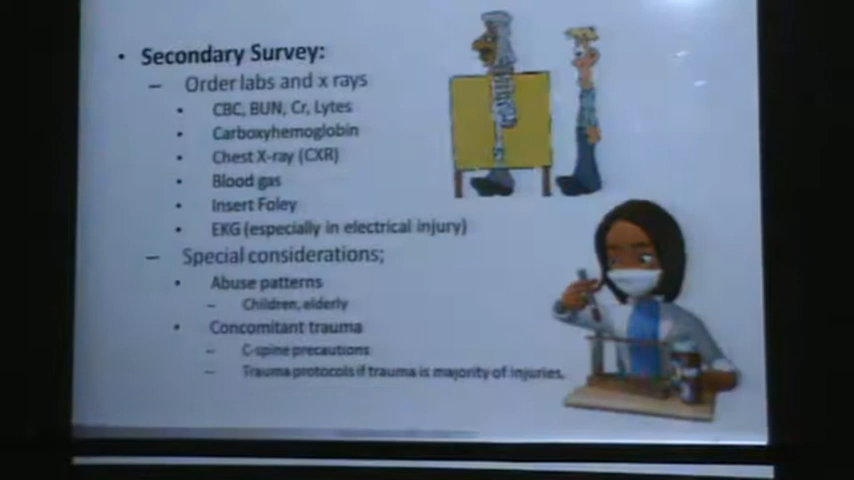 • Secondary Survey:
– Order labs and x rays
• CBC, BUN, Cr, Lytes
• Carboxyhemoglobin
• Chest X-ray (CXR)
• Blood gas
• Insert Foley
• EKG (especially in electrical injury)
– Special considerations;
• Abuse patterns
– Children, elderly
• Concomitant trauma
– C-spine precautions
– Trauma protocols if trauma is majority of injuries.